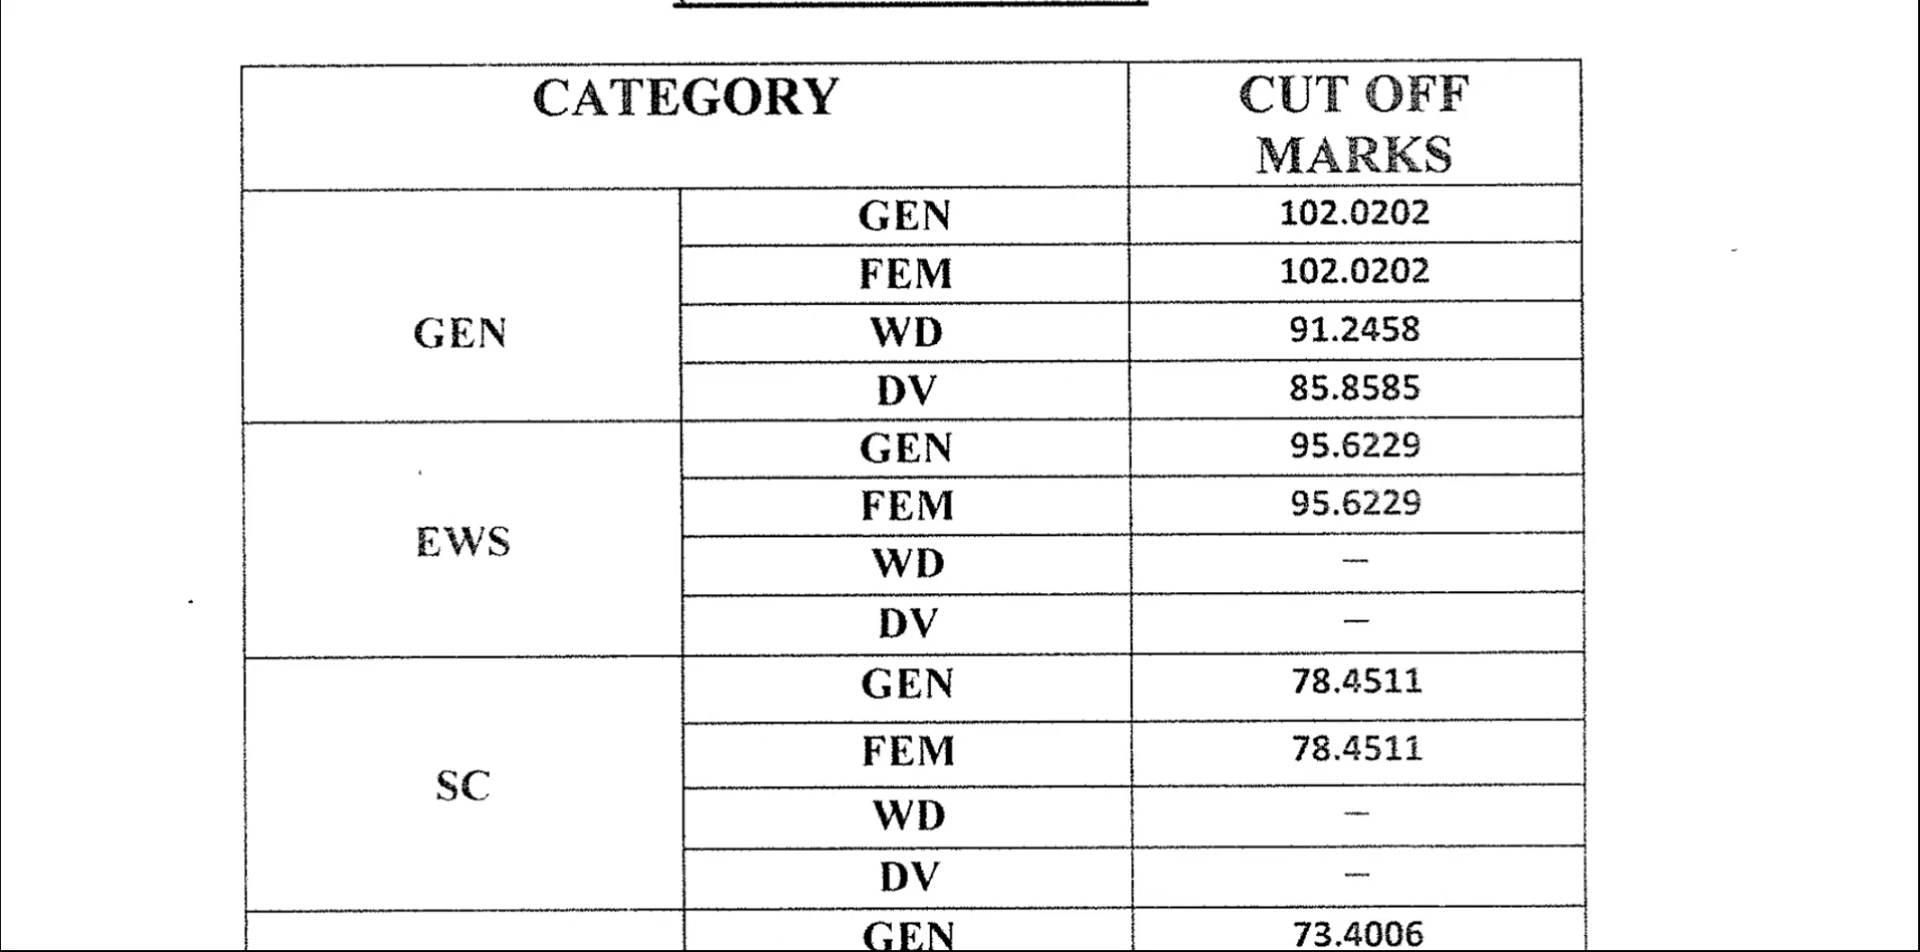 CATEGORY CUT OFF
MARKS
GEN GEN 102.0202
FEM 102.0202
WD 91.2458
DV 85.8585
EWS GEN 95.6229
FEM 95.6229
WD –
DV –
SC GEN 78.4511
FEM 78.4511
WD –
DV –
GEN 73.4006